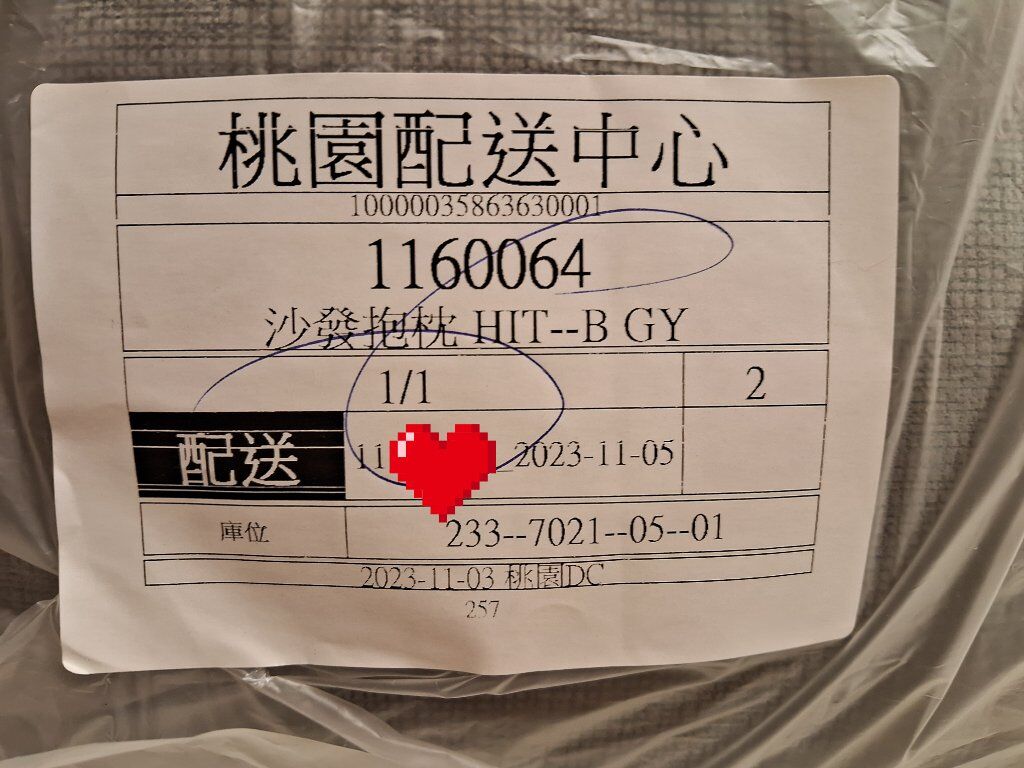 桃園配送中心
10000035863630001
1160064
沙發抱枕 HIT--B GY
1/1 2
配送 11 2023-11-05
庫位 233--7021--05--01
2023-11-03 桃園DC
257